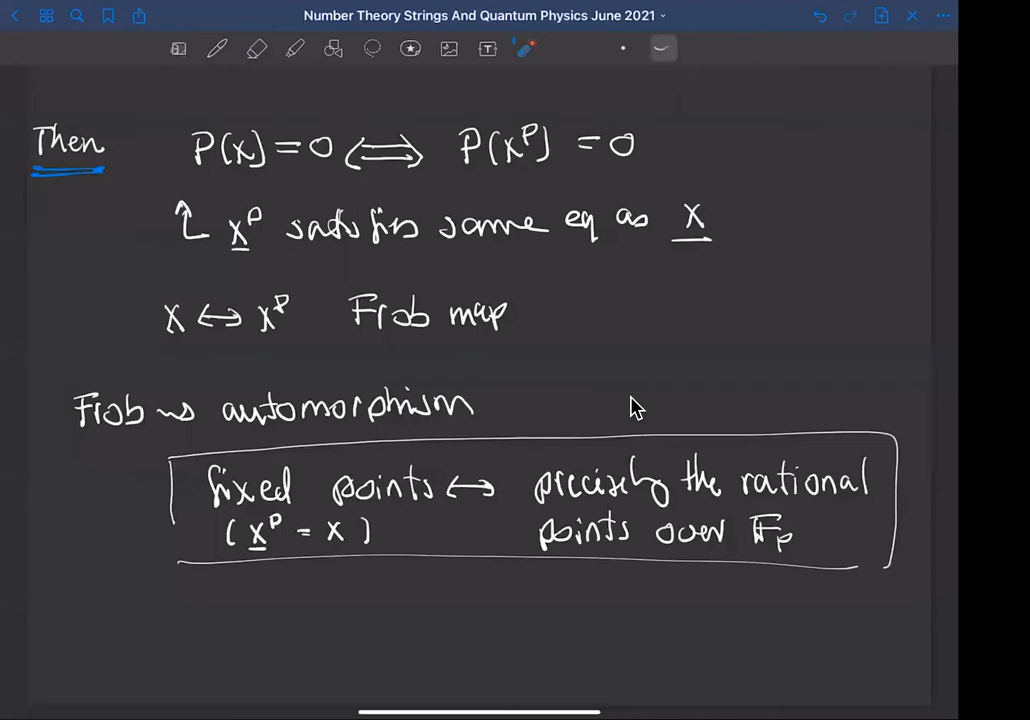 Number Theory Strings And Quantum Physics June 2021
Then P(x) = 0 ⟺ P(x^p) = 0
x^p satisfies same eq as x
x ↔ x^p Frob map
Frob ~> automorphism
fixed points ↔ precisely the rational
(x^p = x) points over F_p